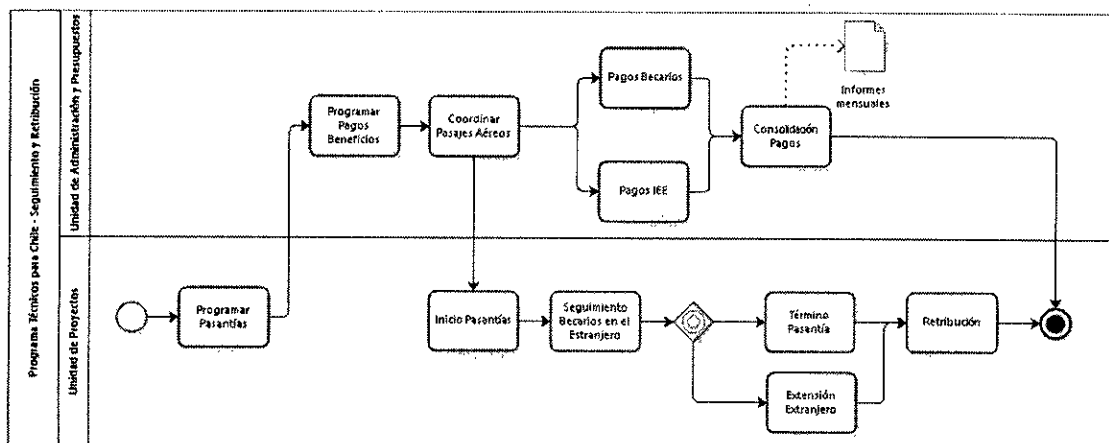 Programa Técnicos para Chile - Seguimiento y Retribución
Unidad de Administración y Presupuestos
Programar
Pagos
Beneficios
Coordinar
Pasajes Aéreos
Pagos Becarios
Pagos IEE
Consolidación
Pagos
Informes
mensuales
Unidad de Proyectos
Programar
Pasantías
Inicio Pasantías
Seguimiento
Becarios en el
Estranjero
Término
Pasantía
Extensión
Extranjero
Retribución